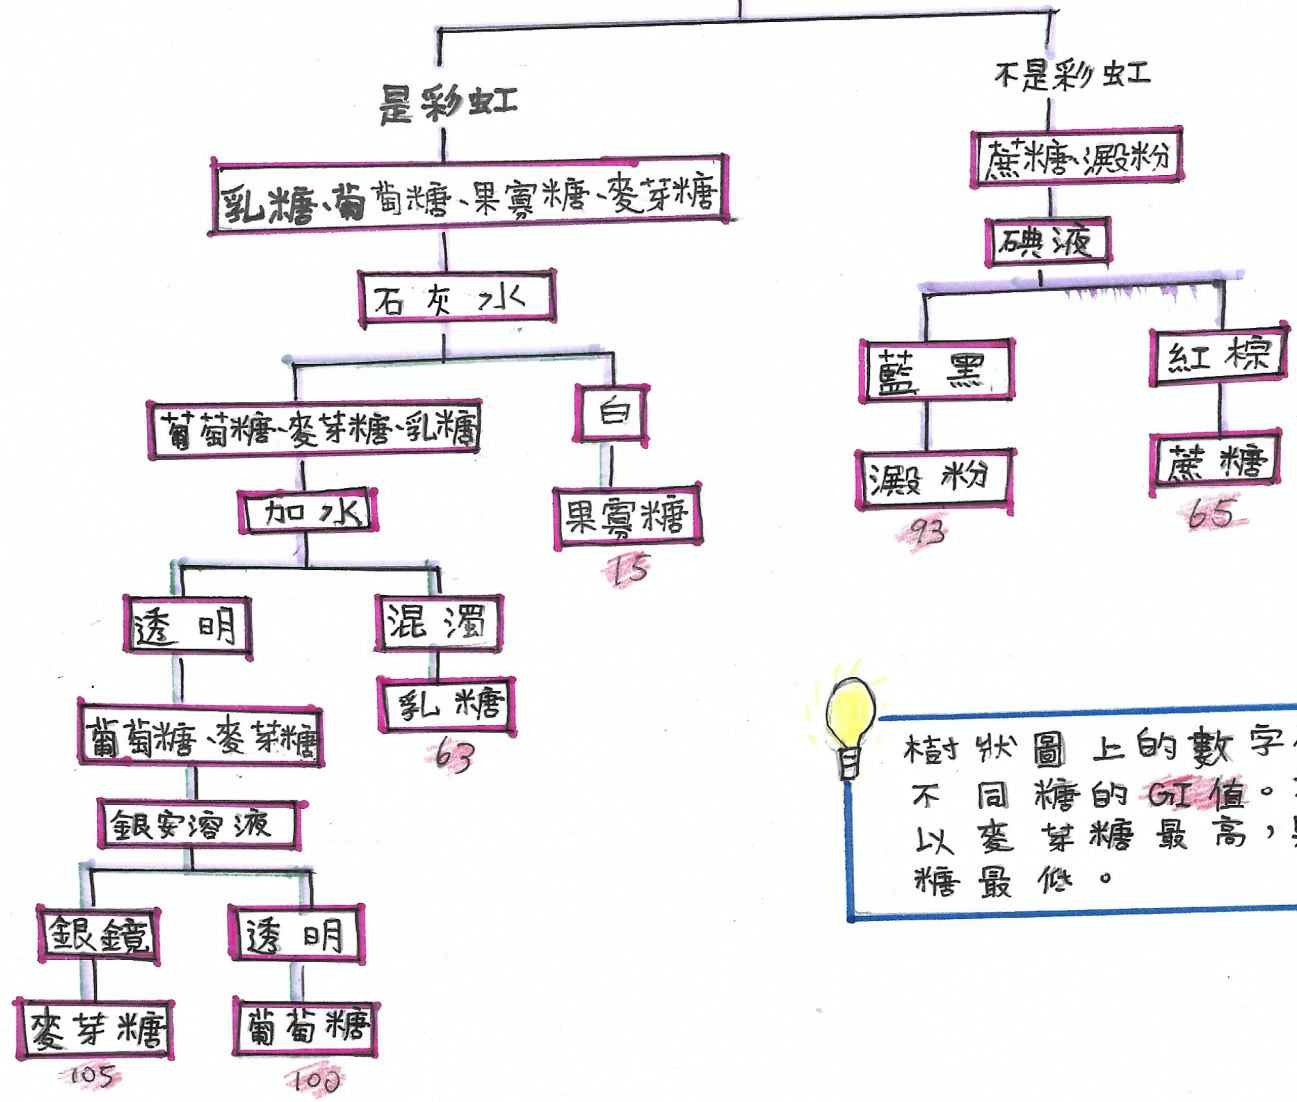 是彩虹
不是彩虹
乳糖、葡萄糖、果寡糖、麥芽糖
蔗糖、澱粉
石灰水
碘液
葡萄糖、麥芽糖、乳糖
白
藍黑
紅棕
加水
果寡糖
15
澱粉
93
蔗糖
65
透明
混濁
葡萄糖、麥芽糖
乳糖
63
銀安溶液
銀鏡
透明
麥芽糖
105
葡萄糖
100
樹狀圖上的數字
不同糖的GI值。
以麥芽糖最高，
糖最低。